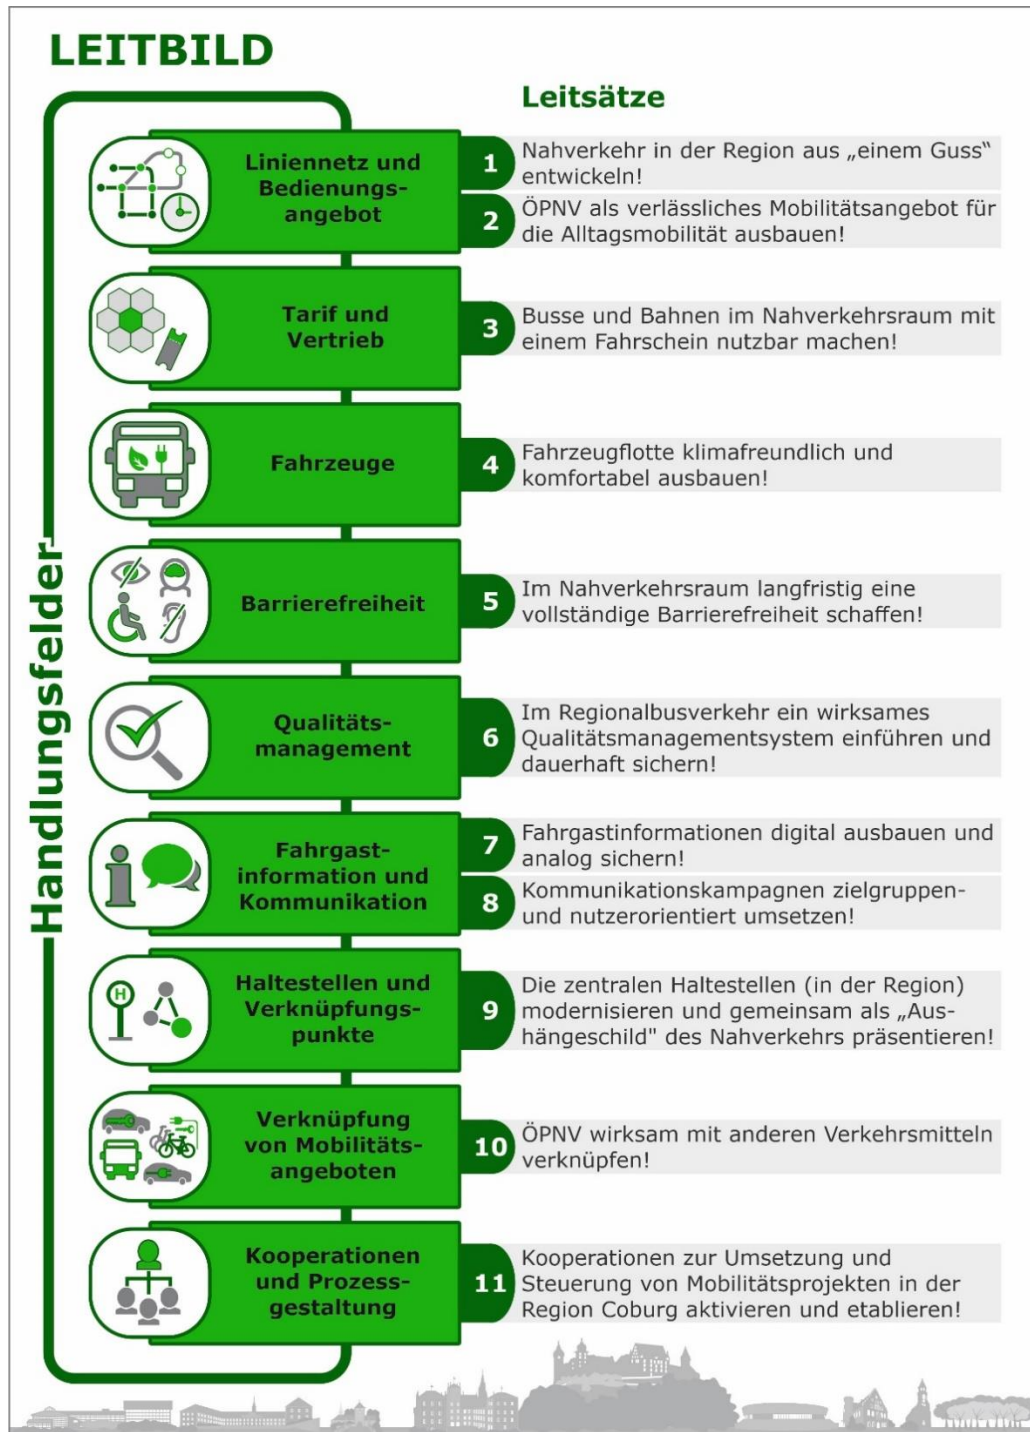 LEITBILD
Leitsätze
Handlungsfelder
Liniennetz und
Bedienungs-
angebot
1
Nahverkehr in der Region aus „einem Guss“
entwickeln!
2
ÖPNV als verlässliches Mobilitätsangebot für
die Alltagsmobilität ausbauen!
Tarif und
Vertrieb
3
Busse und Bahnen im Nahverkehrsraum mit
einem Fahrschein nutzbar machen!
Fahrzeuge
4
Fahrzeugflotte klimafreundlich und
komfortabel ausbauen!
Barrierefreiheit
5
Im Nahverkehrsraum langfristig eine
vollständige Barrierefreiheit schaffen!
Qualitäts-
management
6
Im Regionalbusverkehr ein wirksames
Qualitätsmanagementsystem einführen und
dauerhaft sichern!
Fahrgast-
information und
Kommunikation
7
Fahrgastinformationen digital ausbauen und
analog sichern!
8
Kommunikationskampagnen zielgruppen-
und nutzerorientiert umsetzen!
H
Haltestellen und
Verknüpfungs-
punkte
9
Die zentralen Haltestellen (in der Region)
modernisieren und gemeinsam als „Aus-
hängeschild" des Nahverkehrs präsentieren!
Verknüpfung
von Mobilitäts-
angeboten
10
ÖPNV wirksam mit anderen Verkehrsmitteln
verknüpfen!
Kooperationen
und Prozess-
gestaltung
11
Kooperationen zur Umsetzung und
Steuerung von Mobilitätsprojekten in der
Region Coburg aktivieren und etablieren!